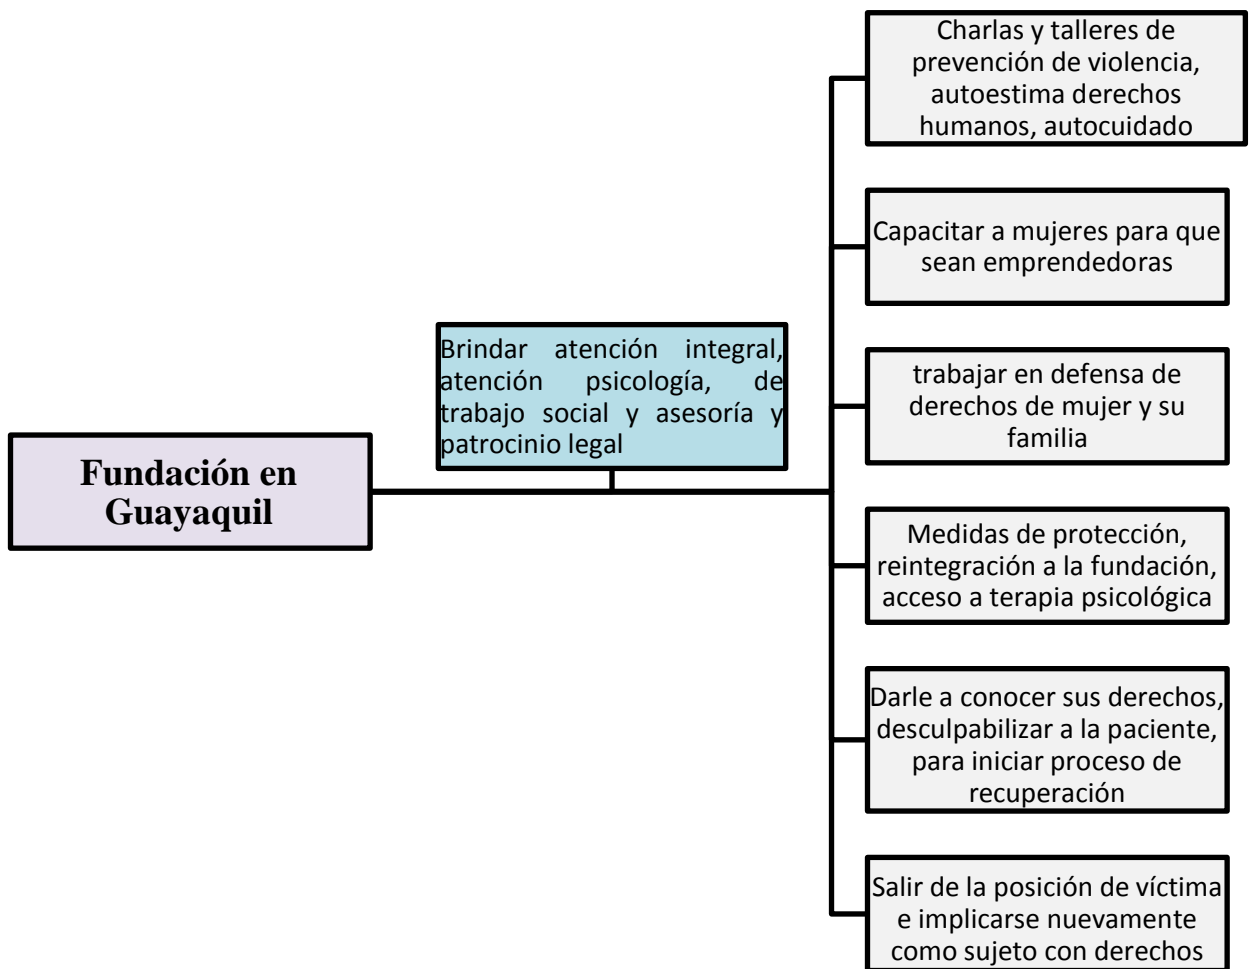 Fundación en
Guayaquil
Brindar atención integral,
atención psicología, de
trabajo social y asesoría y
patrocinio legal
Charlas y talleres de
prevención de violencia,
autoestima derechos
humanos, autocuidado
Capacitar a mujeres para que
sean emprendedoras
trabajar en defensa de
derechos de mujer y su
familia
Medidas de protección,
reintegración a la fundación,
acceso a terapia psicológica
Darle a conocer sus derechos,
desculpabilizar a la paciente,
para iniciar proceso de
recuperación
Salir de la posición de víctima
e implicarse nuevamente
como sujeto con derechos